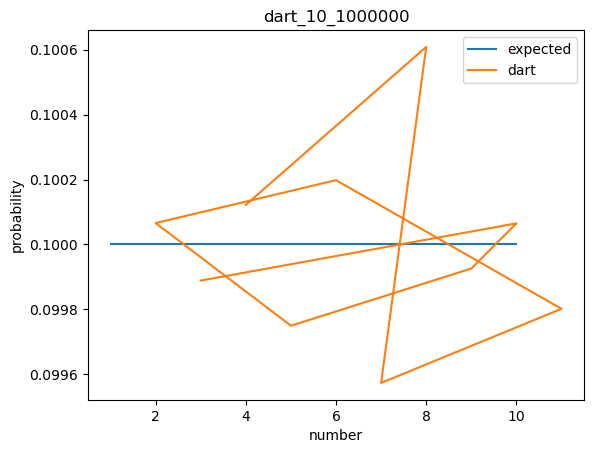 dart_10_1000000
expected
dart
probability
0.1006
0.1004
0.1002
0.1000
0.0998
0.0996
2 4 6 8 10
number